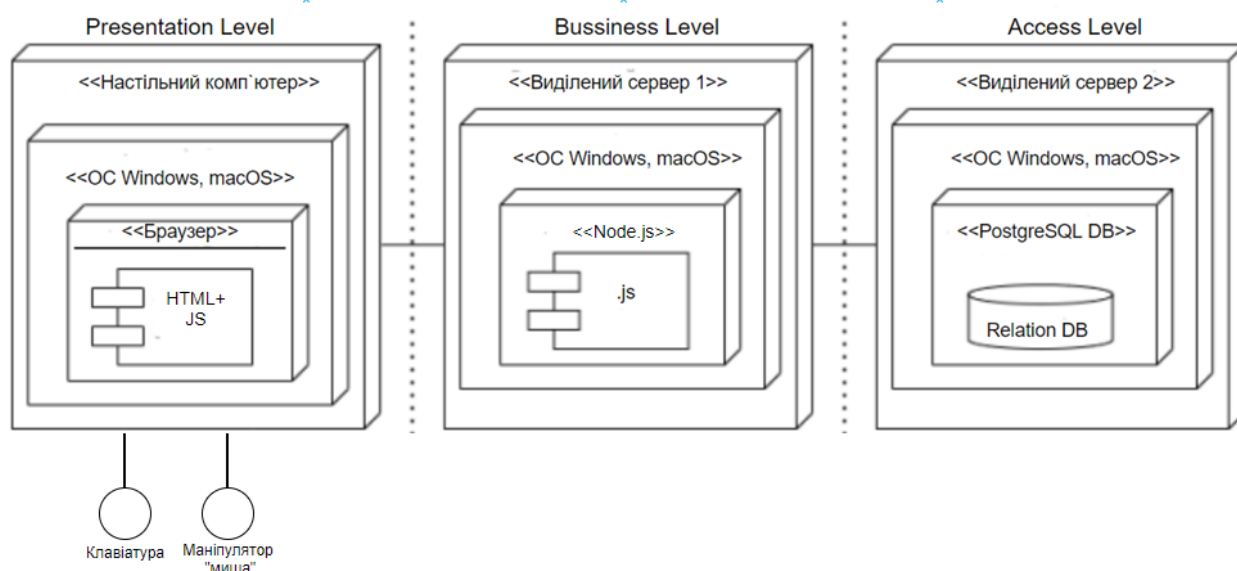 Presentation Level
Bussiness Level
Access Level
<<Настільний комп`ютер>>
<<Виділений сервер 1>>
<<Виділений сервер 2>>
<<ОС Windows, macOS>>
<<ОС Windows, macOS>>
<<ОС Windows, macOS>>
<<Браузер>>
<<Node.js>>
<<PostgreSQL DB>>
HTML+
JS
.js
Relation DB
Клавіатура
Маніпулятор
"миша"